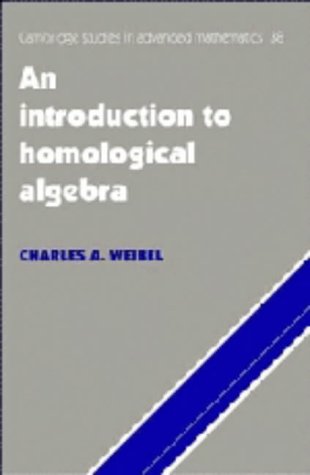 Cambridge studies in advanced mathematics 38
An
introduction to
homological
algebra
CHARLES A. WEIBEL